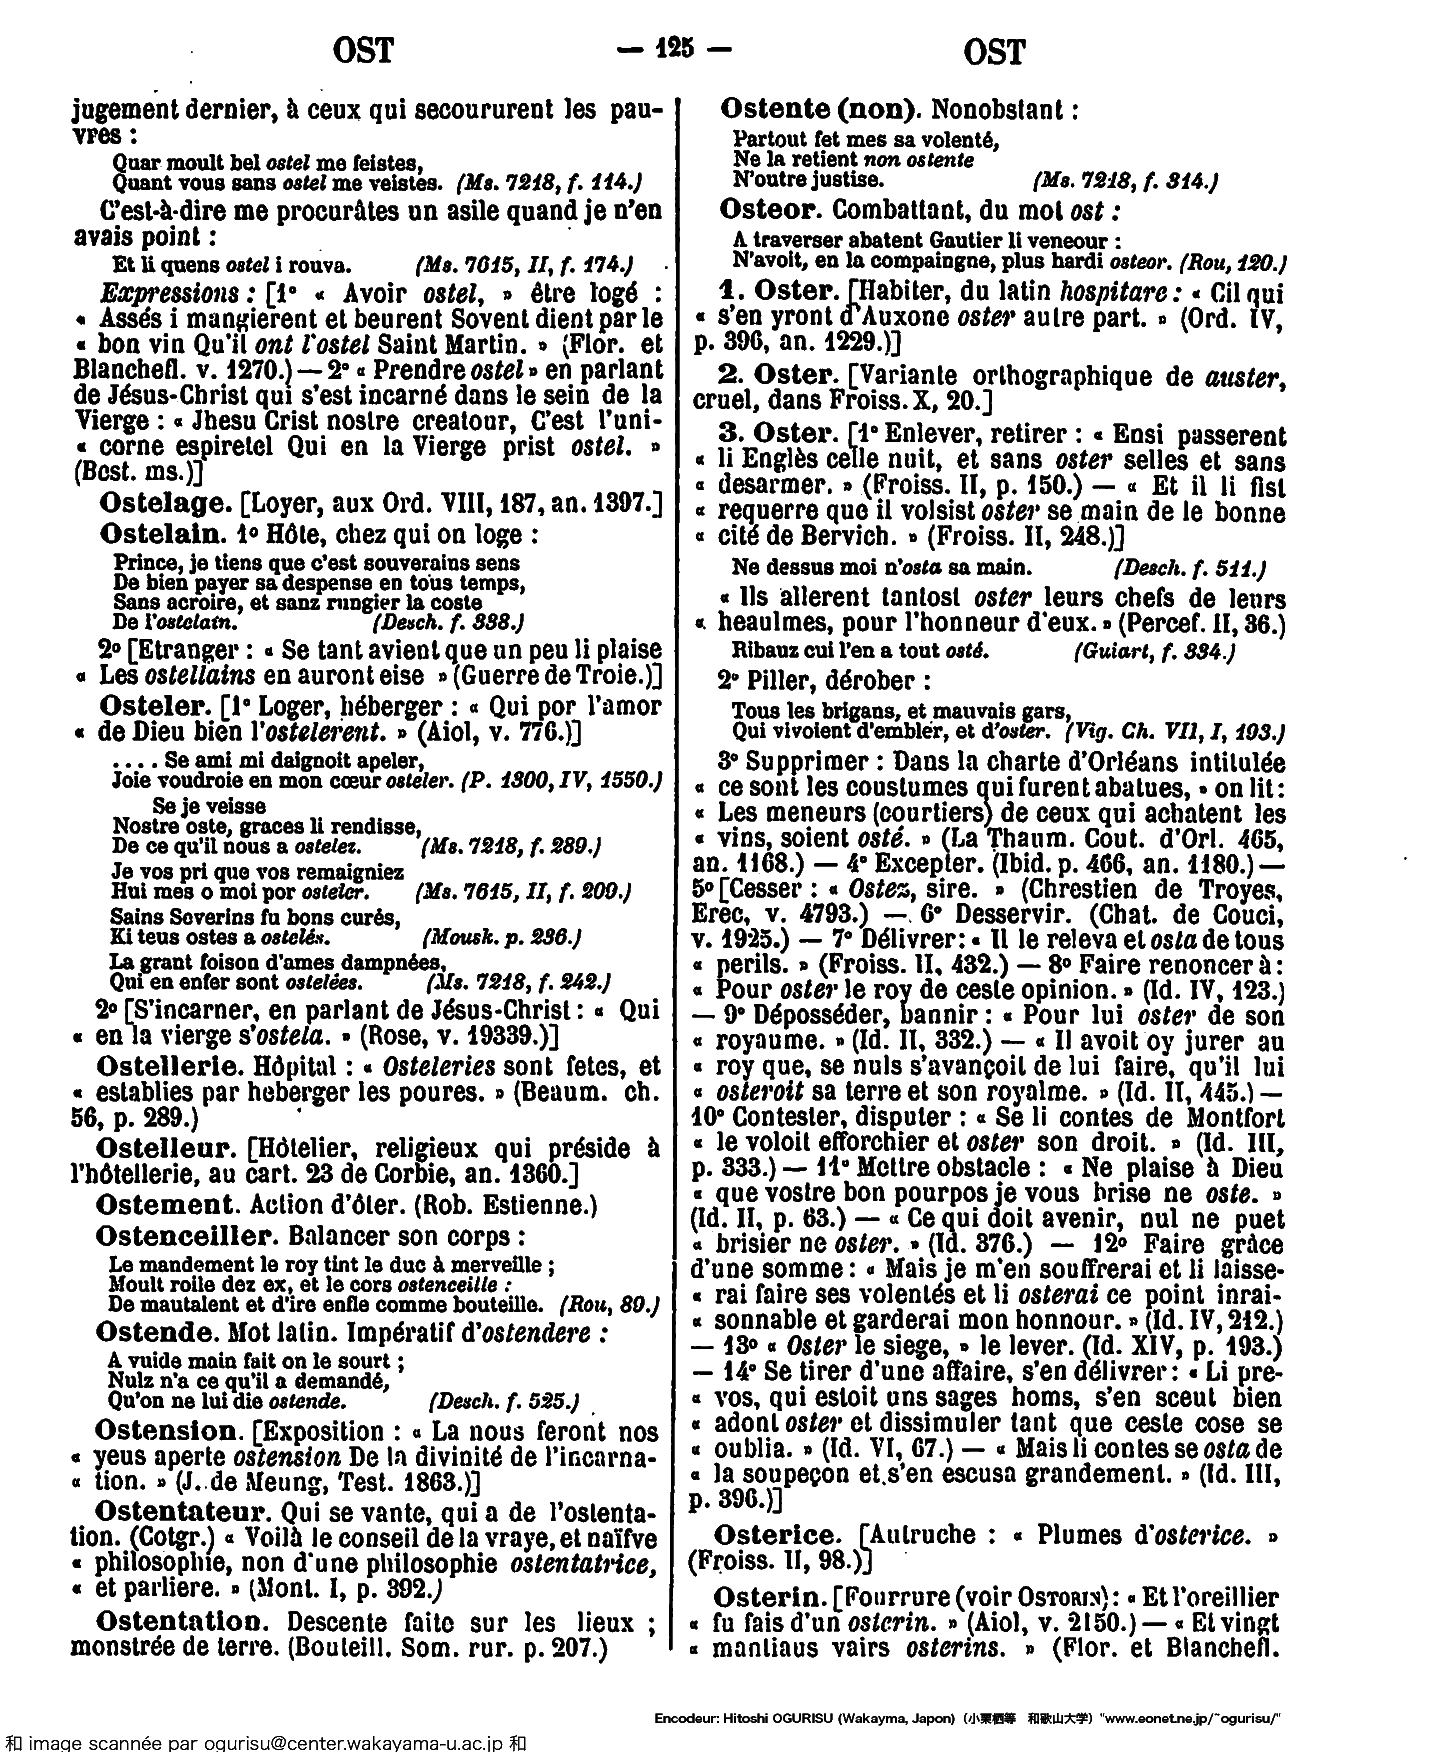 OST
— 125 —
OST
jugement dernier, à ceux qui secoururent les pau-
vres :
Quar moult bel ostel me feistes,
Quant vous sans ostel me veistes. (Ms. 7218, f. 114.)
C'est-à-dire me procurâtes un asile quand je n'en
avais point :
Et li quens ostel i rouva. (Ms. 7615, II, f. 174.)
Expressions : [1° « Avoir ostel, » être logé :
« Assés i mangierent et beurent Sovent dient par le
« bon vin Qu'il ont l'ostel Saint Martin. » (Flor. et
Blanchefl. v. 1270.) — 2° « Prendre ostel » en parlant
de Jésus-Christ qui s'est incarné dans le sein de la
Vierge : « Jhesu Crist nostre creatour, C'est l'uni-
« corne espiretel Qui en la Vierge prist ostel. »
(Best. ms.)]
Ostelage. [Loyer, aux Ord. VIII, 187, an. 1397.]
Ostelain. 1° Hôte, chez qui on loge :
Prince, je tiens que c'est souverains sens
De bien payer sa despense en tous temps,
Sans acroire, et sanz rungier la coste
De l'ostelain. (Desch. f. 338.)
2° [Etranger : « Se tant avient que un peu li plaise
« Les ostellains en auront eise » (Guerre de Troie.)]
Osteler. [1° Loger, héberger : « Qui por l'amor
« de Dieu bien l'ostelerent. » (Aiol, v. 776.)]
.... Se ami mi daignoit apeler,
Joie voudroie en mon cœur osteler. (P. 1300, IV, 1550.)
Se je veisse
Nostre oste, graces li rendisse,
De ce qu'il nous a ostelez. (Ms. 7218, f. 289.)
Je vos pri que vos remaigniez
Hui mes o moi por osteler. (Ms. 7615, II, f. 209.)
Sains Severins fu bons curés,
Ki teus ostes a ostelés. (Mousk. p. 236.)
La grant foison d'ames dampnées,
Qui en enfer sont ostelées. (Ms. 7218, f. 242.)
2° [S'incarner, en parlant de Jésus-Christ : « Qui
« en la vierge s'ostela. » (Rose, v. 19339.)]
Ostellerie. Hôpital : « Osteleries sont fetes, et
« establies par heberger les poures. » (Beaum. ch.
56, p. 289.)
Ostelleur. [Hôtelier, religieux qui préside à
l'hôtellerie, au cart. 23 de Corbie, an. 1360.]
Ostement. Action d'ôter. (Rob. Estienne.)
Ostenceiller. Balancer son corps :
Le mandement le roy tint le duc à merveille ;
Moult roile dez ex, et le cors ostenceille :
De mautalent et d'ire enfle comme bouteille. (Rou, 89.)
Ostende. Mot latin. Impératif d'ostendere :
A vuide main fait on le sourt ;
Nulz n'a ce qu'il a demandé,
Qu'on ne lui die ostende. (Desch. f. 525.)
Ostension. [Exposition : « La nous feront nos
« yeus aperte ostension De la divinité de l'incarna-
« tion. » (J. de Meung, Test. 1863.)]
Ostentateur. Qui se vante, qui a de l'ostenta-
tion. (Cotgr.) « Voilà le conseil de la vraye, et naïfve
« philosophie, non d'une philosophie ostentatrice,
« et parliere. » (Mont. I, p. 392.)
Ostentation. Descente faite sur les lieux ;
monstrée de terre. (Bouteill. Som. rur. p. 207.)
Ostente (non). Nonobstant :
Partout fet mes sa volenté,
Ne la retient non ostente
N'outre justise. (Ms. 7218, f. 314.)
Osteor. Combattant, du mot ost :
A traverser abatent Gautier li veneour :
N'avoit, en la compaingne, plus hardi osteor. (Rou, 120.)
1. Oster. [Habiter, du latin hospitare : « Cil qui
« s'en yront d'Auxone oster autre part. » (Ord. IV,
p. 396, an. 1229.)]
2. Oster. [Variante orthographique de auster,
cruel, dans Froiss. X, 20.]
3. Oster. [1° Enlever, retirer : « Ensi passerent
« li Englès celle nuit, et sans oster selles et sans
« desarmer. » (Froiss. II, p. 150.) — « Et il li fist
« requerre que il volsist oster se main de le bonne
« cité de Bervich. » (Froiss. II, 248.)]
Ne dessus moi n'osta sa main. (Desch. f. 511.)
« Ils allerent tantost oster leurs chefs de leurs
« heaulmes, pour l'honneur d'eux. » (Percef. II, 36.)
Ribauz cui l'en a tout osté. (Guiart, f. 334.)
2° Piller, dérober :
Tous les brigans, et mauvais gars,
Qui vivoient d'embler, et d'oster. (Vig. Ch. VII, I, 193.)
3° Supprimer : Dans la charte d'Orléans intitulée
« ce sont les coustumes qui furent abatues, » on lit :
« Les meneurs (courtiers) de ceux qui achatent les
« vins, soient osté. » (La Thaum. Cout. d'Orl. 465,
an. 1168.) — 4° Excepter. (Ibid. p. 466, an. 1180.) —
5° [Cesser : « Ostez, sire. » (Chrestien de Troyes,
Erec, v. 4793.) — 6° Desservir. (Chat. de Couci,
v. 1925.) — 7° Délivrer : « Il le releva et osta de tous
« perils. » (Froiss. II, 432.) — 8° Faire renoncer à :
« Pour oster le roy de ceste opinion. » (Id. IV, 123.)
— 9° Déposséder, bannir : « Pour lui oster de son
« royaume. » (Id. II, 332.) — « Il avoit oy jurer au
« roy que, se nuls s'avançoit de lui faire, qu'il lui
« osteroit sa terre et son royalme. » (Id. II, 445.) —
10° Contester, disputer : « Se li contes de Montfort
« le voloit efforchier et oster son droit. » (Id. III,
p. 333.) — 11° Mettre obstacle : « Ne plaise à Dieu
« que vostre bon pourpos je vous brise ne oste. »
(Id. II, p. 63.) — « Ce qui doit avenir, nul ne puet
« brisier ne oster. » (Id. 376.) — 12° Faire grâce
d'une somme : « Mais je m'en souffrerai et li laisse-
« rai faire ses volentés et li osterai ce point inrai-
« sonnable et garderai mon honnour. » (Id. IV, 212.)
— 13° « Oster le siege, » le lever. (Id. XIV, p. 193.)
— 14° Se tirer d'une affaire, s'en délivrer : « Li pre-
« vos, qui estoit uns sages homs, s'en sceut bien
« adont oster et dissimuler tant que ceste cose se
« oublia. » (Id. VI, 67.) — « Mais li contes se osta de
« la soupeçon et s'en escusa grandement. » (Id. III,
p. 396.)]
Osterice. [Autruche : « Plumes d'osterice. »
(Froiss. II, 98.)]
Osterin. [Fourrure (voir OSTORIN) : « Et l'oreillier
« fu fais d'un osterin. » (Aiol, v. 2150.) — « Et vingt
« mantiaus vairs osterins. » (Flor. et Blanchefl.
Encodeur: Hitoshi OGURISU (Wakayma, Japon) (小栗栖等 和歌山大学) "www.eonet.ne.jp/~ogurisu/"
和 image scannée par ogurisu@center.wakayama-u.ac.jp 和